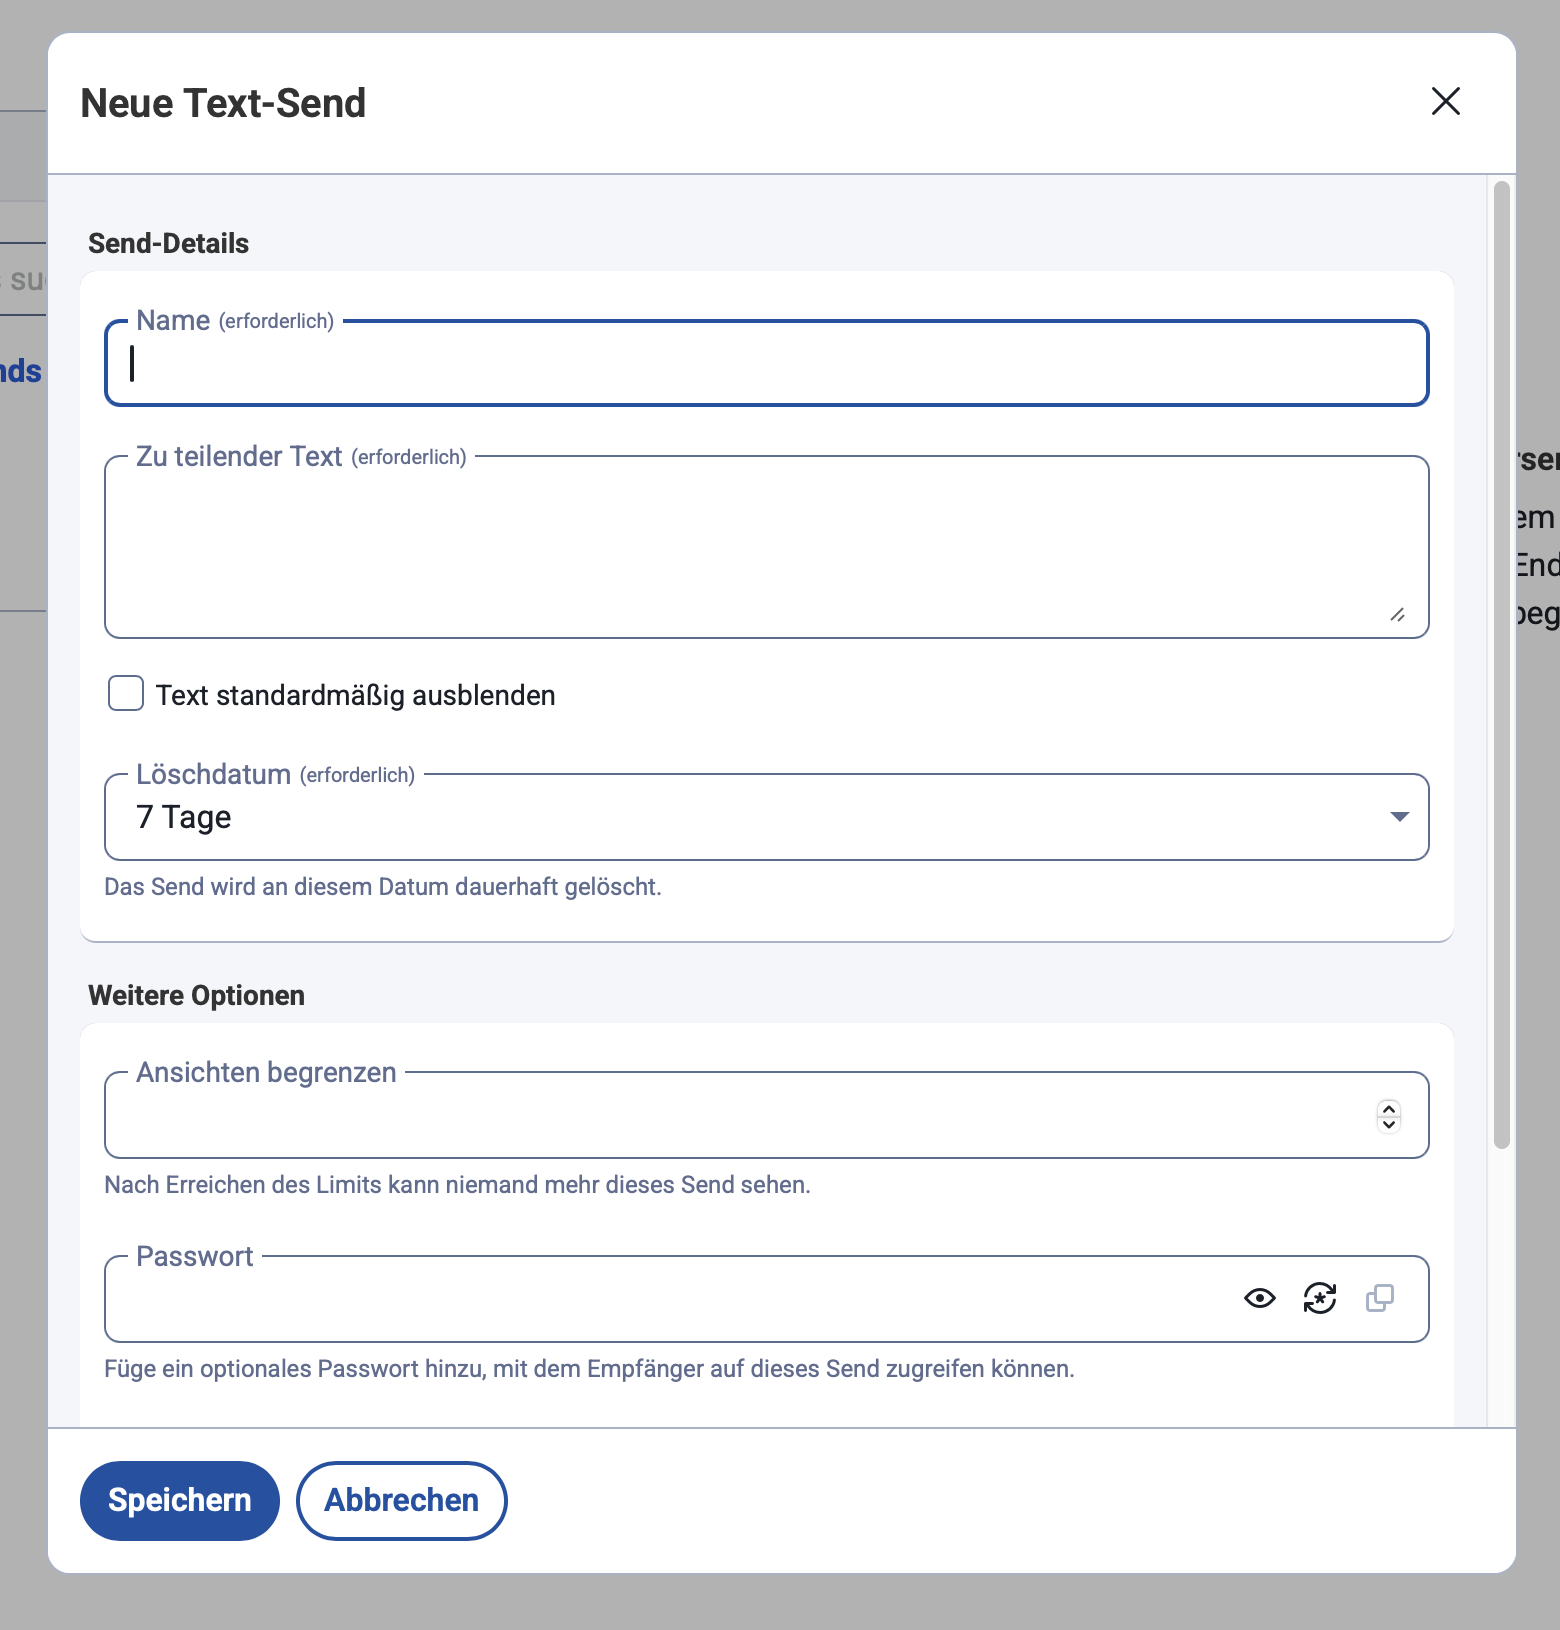 Neue Text-Send
Send-Details
Name (erforderlich)
Zu teilender Text (erforderlich)
Text standardmäßig ausblenden
Löschdatum (erforderlich)
7 Tage
Das Send wird an diesem Datum dauerhaft gelöscht.
Weitere Optionen
Ansichten begrenzen
Nach Erreichen des Limits kann niemand mehr dieses Send sehen.
Passwort
Füge ein optionales Passwort hinzu, mit dem Empfänger auf dieses Send zugreifen können.
Speichern
Abbrechen